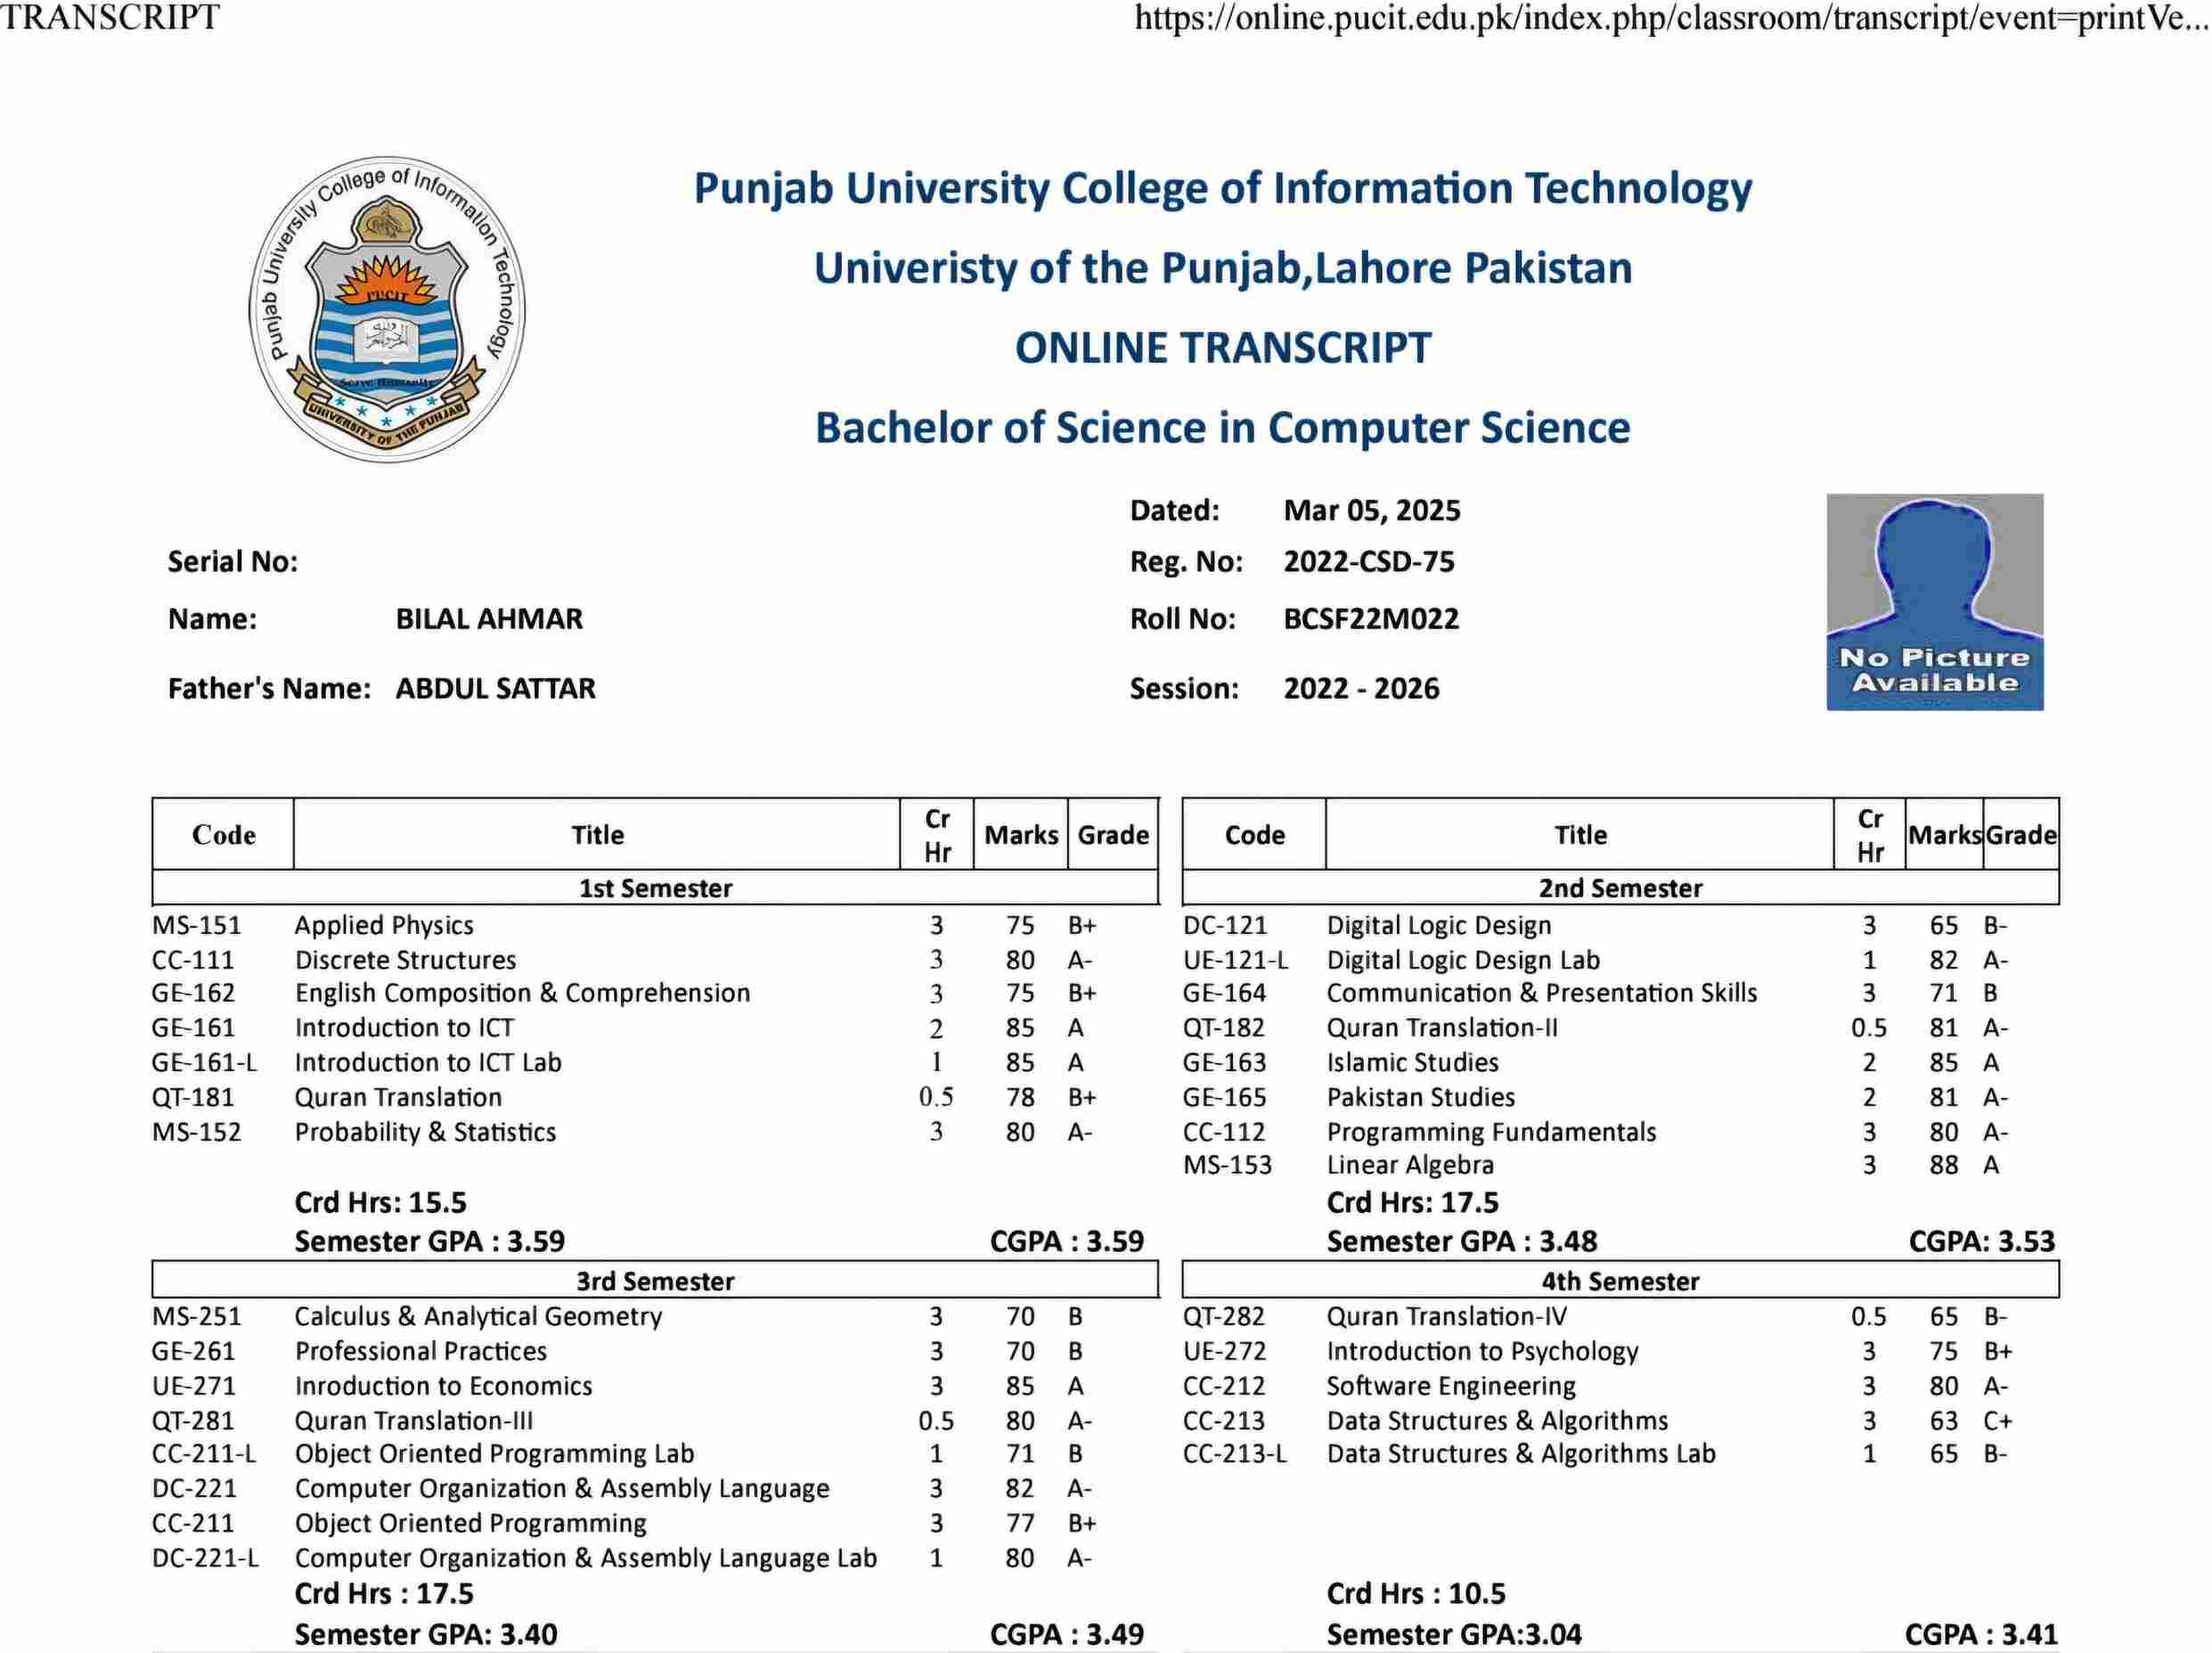 TRANSCRIPT https://online.pucit.edu.pk/index.php/classroom/transcript/event=printVe...
Punjab University College of Information Technology
PUCIT
Serve Humanity
UNIVERSITY OF THE PUNJAB
Punjab University College of Information Technology
Univeristy of the Punjab,Lahore Pakistan
ONLINE TRANSCRIPT
Bachelor of Science in Computer Science
Dated: Mar 05, 2025
Serial No: Reg. No: 2022-CSD-75
Name: BILAL AHMAR Roll No: BCSF22M022
Father's Name: ABDUL SATTAR Session: 2022 - 2026
No Picture
Available
Code Title Cr Hr Marks Grade
1st Semester
MS-151 Applied Physics 3 75 B+
CC-111 Discrete Structures 3 80 A-
GE-162 English Composition & Comprehension 3 75 B+
GE-161 Introduction to ICT 2 85 A
GE-161-L Introduction to ICT Lab 1 85 A
QT-181 Quran Translation 0.5 78 B+
MS-152 Probability & Statistics 3 80 A-
Crd Hrs: 15.5
Semester GPA : 3.59 CGPA : 3.59
Code Title Cr Hr Marks Grade
2nd Semester
DC-121 Digital Logic Design 3 65 B-
UE-121-L Digital Logic Design Lab 1 82 A-
GE-164 Communication & Presentation Skills 3 71 B
QT-182 Quran Translation-II 0.5 81 A-
GE-163 Islamic Studies 2 85 A
GE-165 Pakistan Studies 2 81 A-
CC-112 Programming Fundamentals 3 80 A-
MS-153 Linear Algebra 3 88 A
Crd Hrs: 17.5
Semester GPA : 3.48 CGPA: 3.53
3rd Semester
MS-251 Calculus & Analytical Geometry 3 70 B
GE-261 Professional Practices 3 70 B
UE-271 Inroduction to Economics 3 85 A
QT-281 Quran Translation-III 0.5 80 A-
CC-211-L Object Oriented Programming Lab 1 71 B
DC-221 Computer Organization & Assembly Language 3 82 A-
CC-211 Object Oriented Programming 3 77 B+
DC-221-L Computer Organization & Assembly Language Lab 1 80 A-
Crd Hrs : 17.5
Semester GPA: 3.40 CGPA : 3.49
4th Semester
QT-282 Quran Translation-IV 0.5 65 B-
UE-272 Introduction to Psychology 3 75 B+
CC-212 Software Engineering 3 80 A-
CC-213 Data Structures & Algorithms 3 63 C+
CC-213-L Data Structures & Algorithms Lab 1 65 B-
Crd Hrs : 10.5
Semester GPA:3.04 CGPA : 3.41